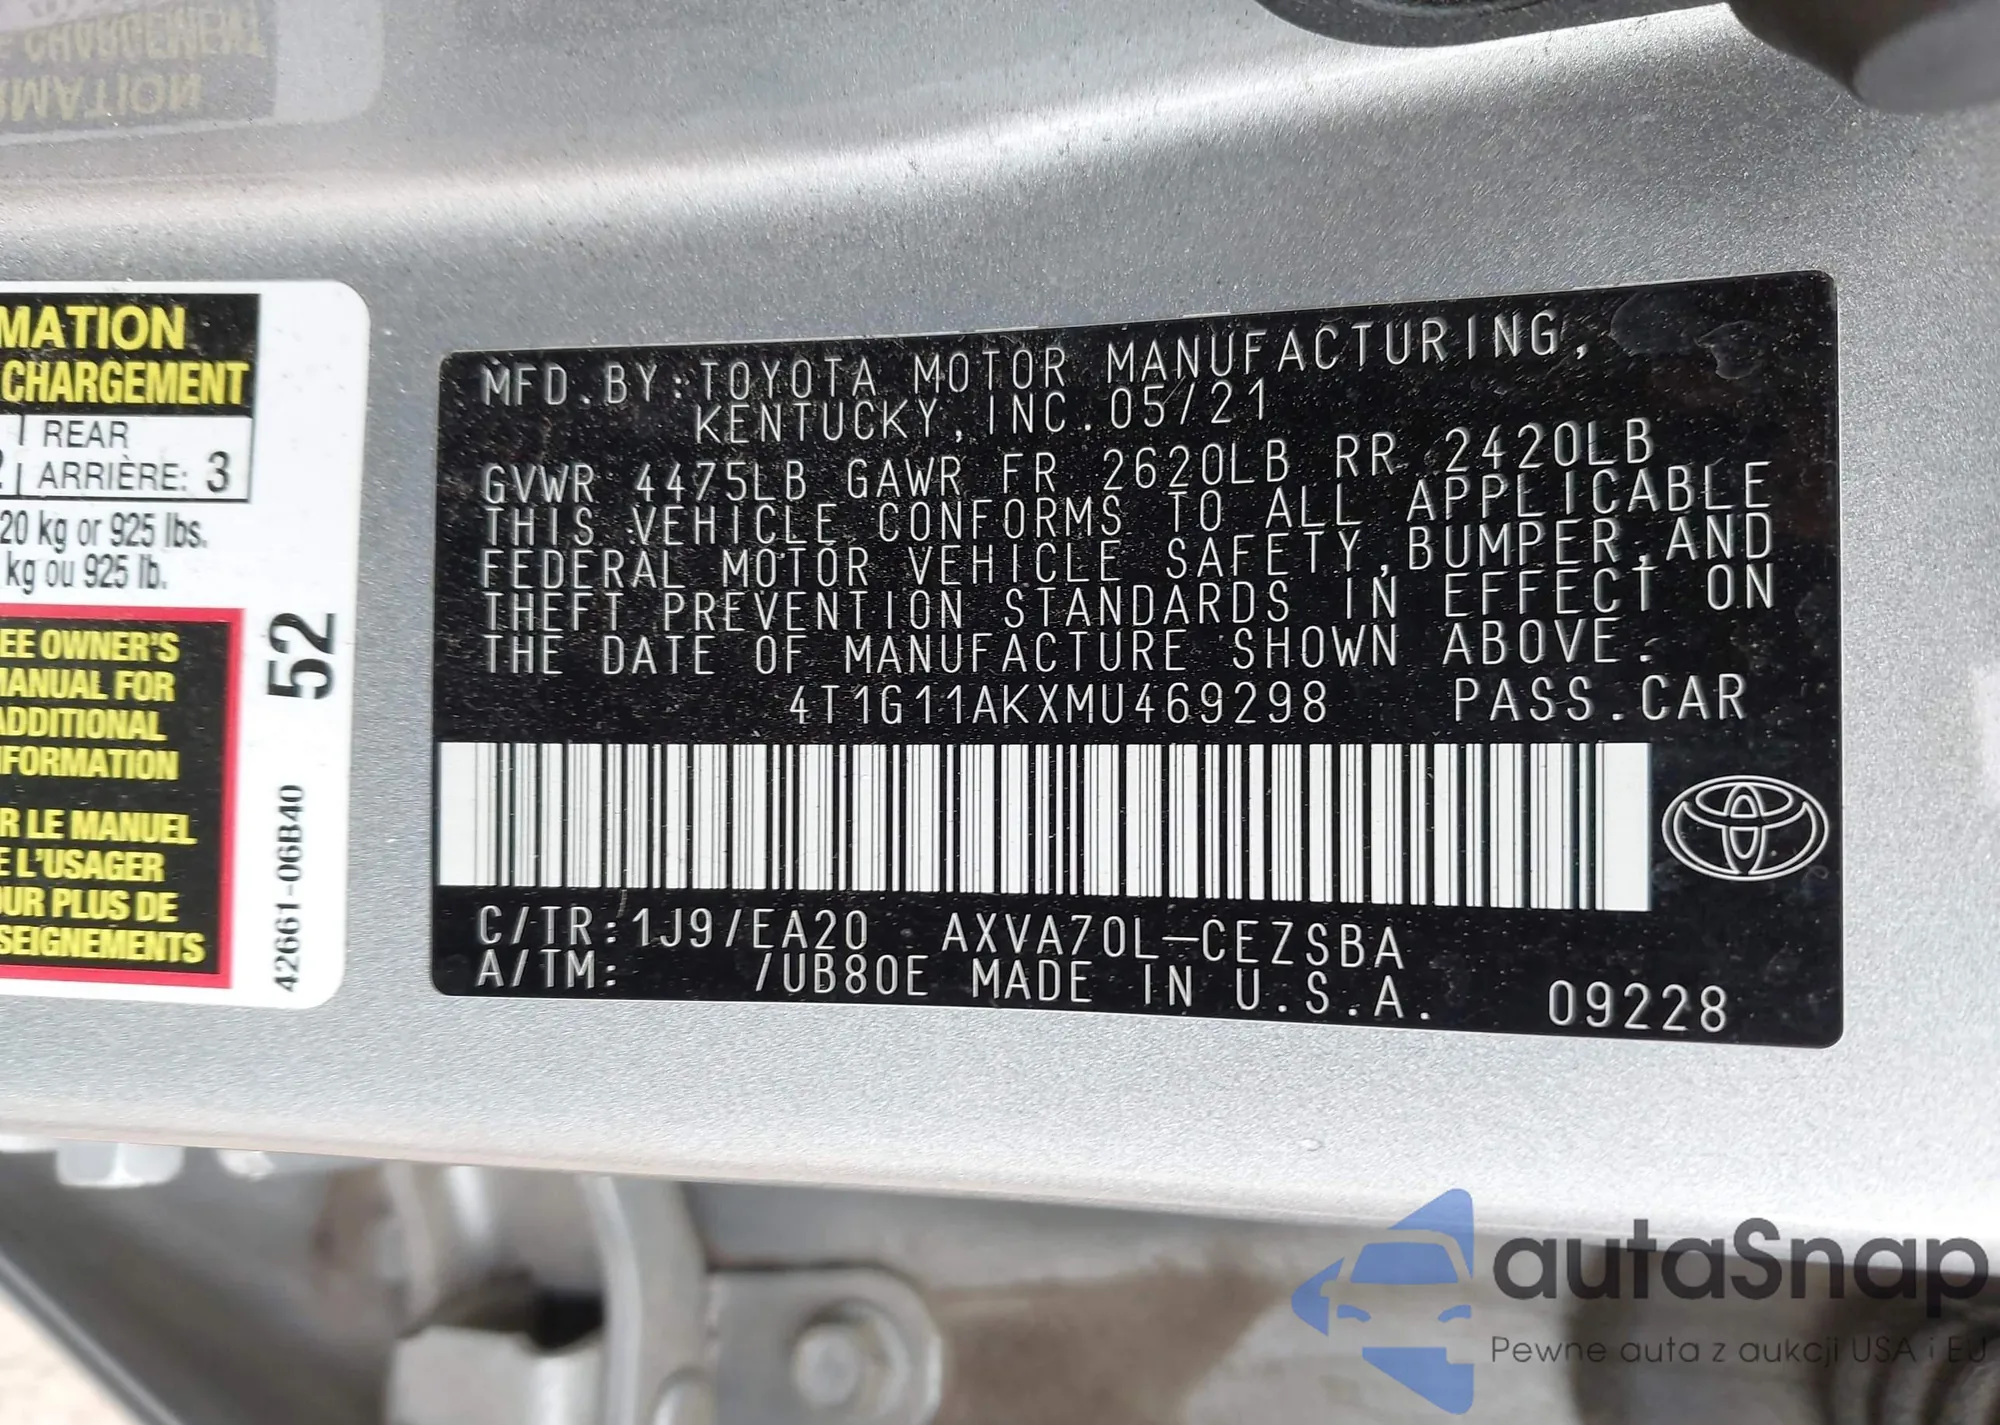 CHARGEMENT
RMATION
MATION
CHARGEMENT
REAR
ARRIÈRE: 3
20 kg or 925 lbs.
kg ou 925 lb.
EE OWNER'S
MANUAL FOR
ADDITIONAL
NFORMATION
R LE MANUEL
E L'USAGER
OUR PLUS DE
SEIGNEMENTS
52
42661-06B40
MFD.BY:TOYOTA MOTOR MANUFACTURING,
KENTUCKY, INC. 05/21
GVWR 4475LB GAWR FR 2620LB RR 2420LB
THIS VEHICLE CONFORMS TO ALL APPLICABLE
FEDERAL MOTOR VEHICLE SAFETY,BUMPER,AND
THEFT PREVENTION STANDARDS IN EFFECT ON
THE DATE OF MANUFACTURE SHOWN ABOVE.
4T1G11AKXMU469298 PASS.CAR
C/TR:1J9/EA20 AXVA70L-CEZSBA
A/TM: /UB80E MADE IN U.S.A. 09228
autaSnap
Pewne auta z aukcji USA i EU